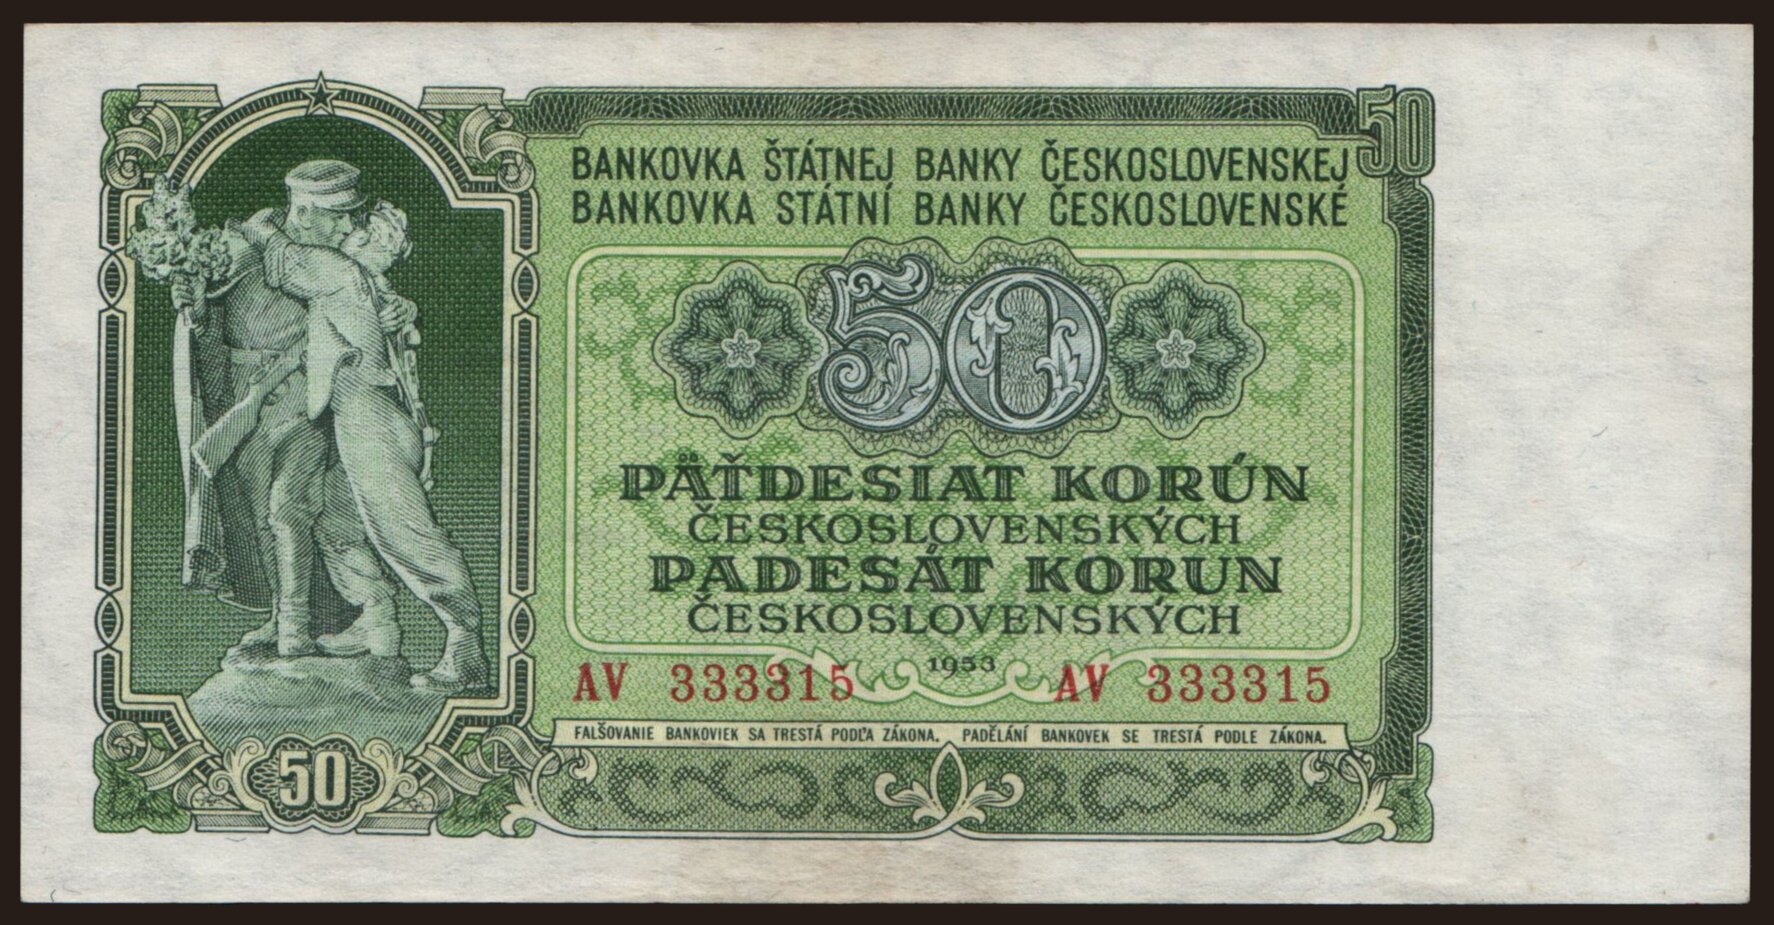 50
BANKOVKA ŠTÁTNEJ BANKY ČESKOSLOVENSKEJ
BANKOVKA STÁTNÍ BANKY ČESKOSLOVENSKÉ
50
PÄŤDESIAT KORÚN
ČESKOSLOVENSKÝCH
PADESÁT KORUN
ČESKOSLOVENSKÝCH
1953
AV 333315 AV 333315
FALŠOVANIE BANKOVIEK SA TRESTÁ PODĽA ZÁKONA. PADĚLÁNÍ BANKOVEK SE TRESTÁ PODLE ZÁKONA.
50